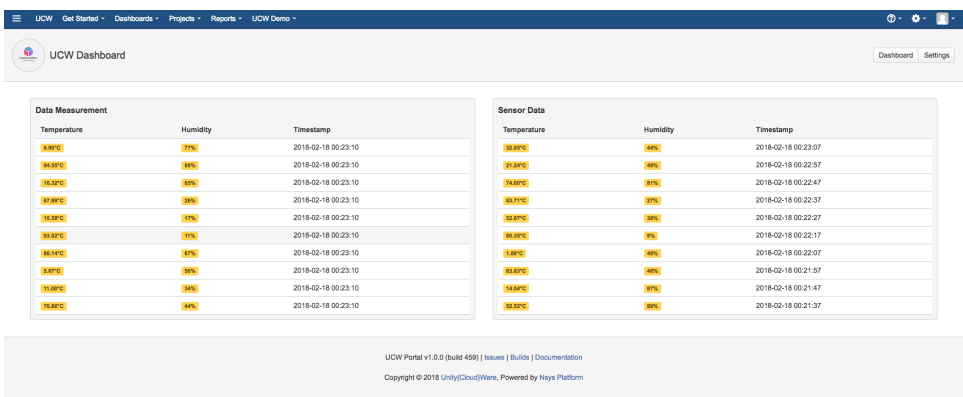 UCW Get Started Dashboards Projects Reports UCW Demo
UCW Dashboard
Dashboard Settings
Data Measurement
Temperature Humidity Timestamp
6.90°C 77% 2018-02-18 00:23:10
94.55°C 80% 2018-02-18 00:23:10
16.32°C 85% 2018-02-18 00:23:10
67.88°C 26% 2018-02-18 00:23:10
10.58°C 17% 2018-02-18 00:23:10
93.02°C 11% 2018-02-18 00:23:10
86.14°C 67% 2018-02-18 00:23:10
5.67°C 50% 2018-02-18 00:23:10
11.09°C 34% 2018-02-18 00:23:10
76.66°C 44% 2018-02-18 00:23:10
Sensor Data
Temperature Humidity Timestamp
32.85°C 44% 2018-02-18 00:23:07
21.24°C 49% 2018-02-18 00:22:57
74.00°C 81% 2018-02-18 00:22:47
63.71°C 27% 2018-02-18 00:22:37
52.87°C 38% 2018-02-18 00:22:27
60.35°C 9% 2018-02-18 00:22:17
1.88°C 48% 2018-02-18 00:22:07
83.83°C 46% 2018-02-18 00:21:57
14.04°C 87% 2018-02-18 00:21:47
52.52°C 99% 2018-02-18 00:21:37
UCW Portal v1.0.0 (build 459) | Issues | Builds | Documentation
Copyright © 2018 Unity{Cloud}Ware, Powered by Nsys Platform